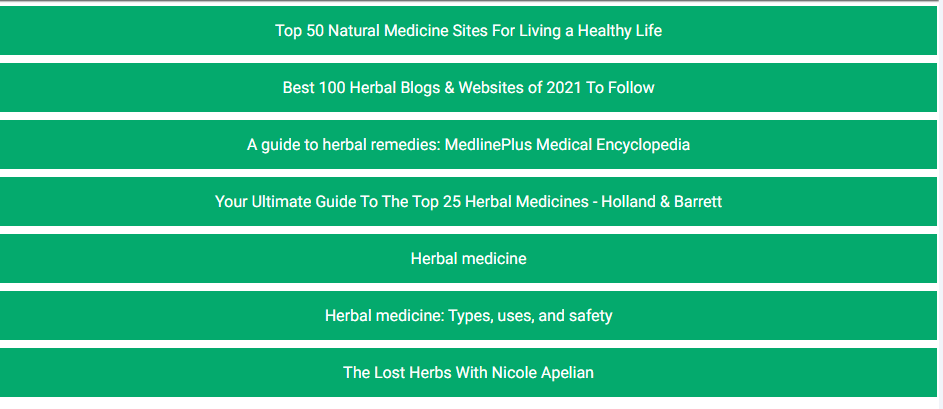 Top 50 Natural Medicine Sites For Living a Healthy Life
Best 100 Herbal Blogs & Websites of 2021 To Follow
A guide to herbal remedies: MedlinePlus Medical Encyclopedia
Your Ultimate Guide To The Top 25 Herbal Medicines - Holland & Barrett
Herbal medicine
Herbal medicine: Types, uses, and safety
The Lost Herbs With Nicole Apelian